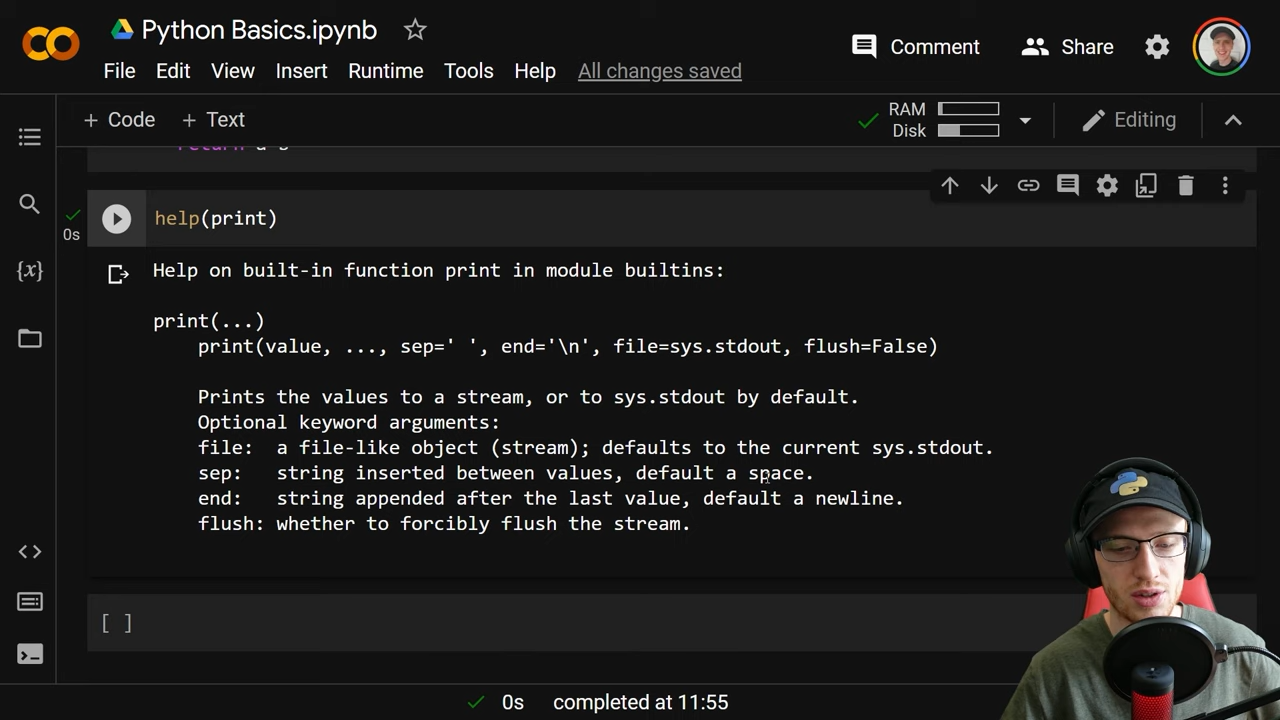 Python Basics.ipynb
Comment
Share
File Edit View Insert Runtime Tools Help All changes saved
+ Code + Text
RAM
Disk
Editing
return a*s
help(print)
0s
Help on built-in function print in module builtins:
print(...)
print(value, ..., sep=' ', end='\n', file=sys.stdout, flush=False)
Prints the values to a stream, or to sys.stdout by default.
Optional keyword arguments:
file: a file-like object (stream); defaults to the current sys.stdout.
sep: string inserted between values, default a space.
end: string appended after the last value, default a newline.
flush: whether to forcibly flush the stream.
[ ]
0s completed at 11:55